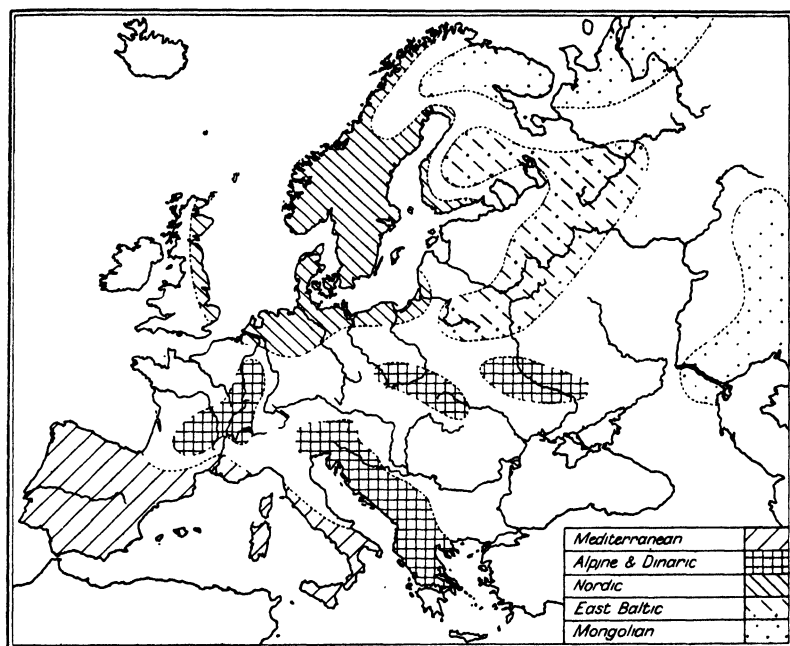 Mediterranean
Alpine & Dinaric
Nordic
East Baltic
Mongolian